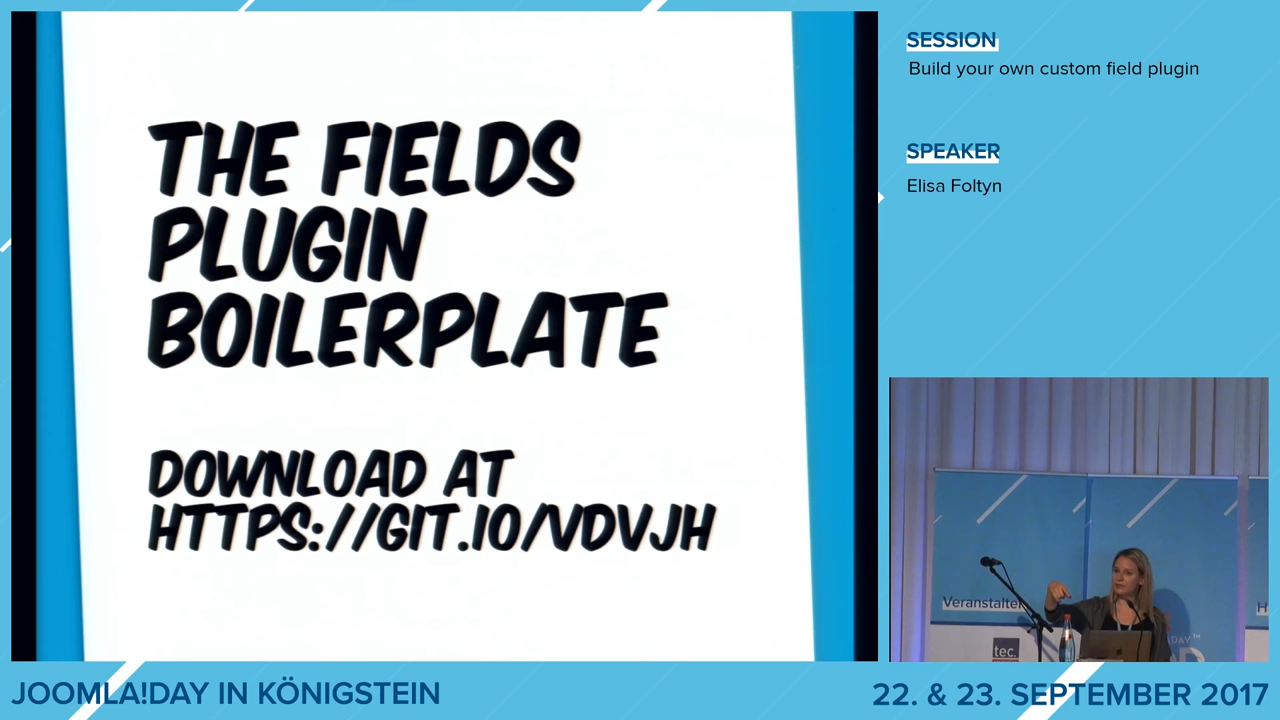 THE FIELDS
PLUGIN
BOILERPLATE
DOWNLOAD AT
HTTPS://GIT.IO/VDVJH
SESSION
Build your own custom field plugin
SPEAKER
Elisa Foltyn
Veranstalter
tec.
JOOMLA!DAY IN KÖNIGSTEIN
22. & 23. SEPTEMBER 2017